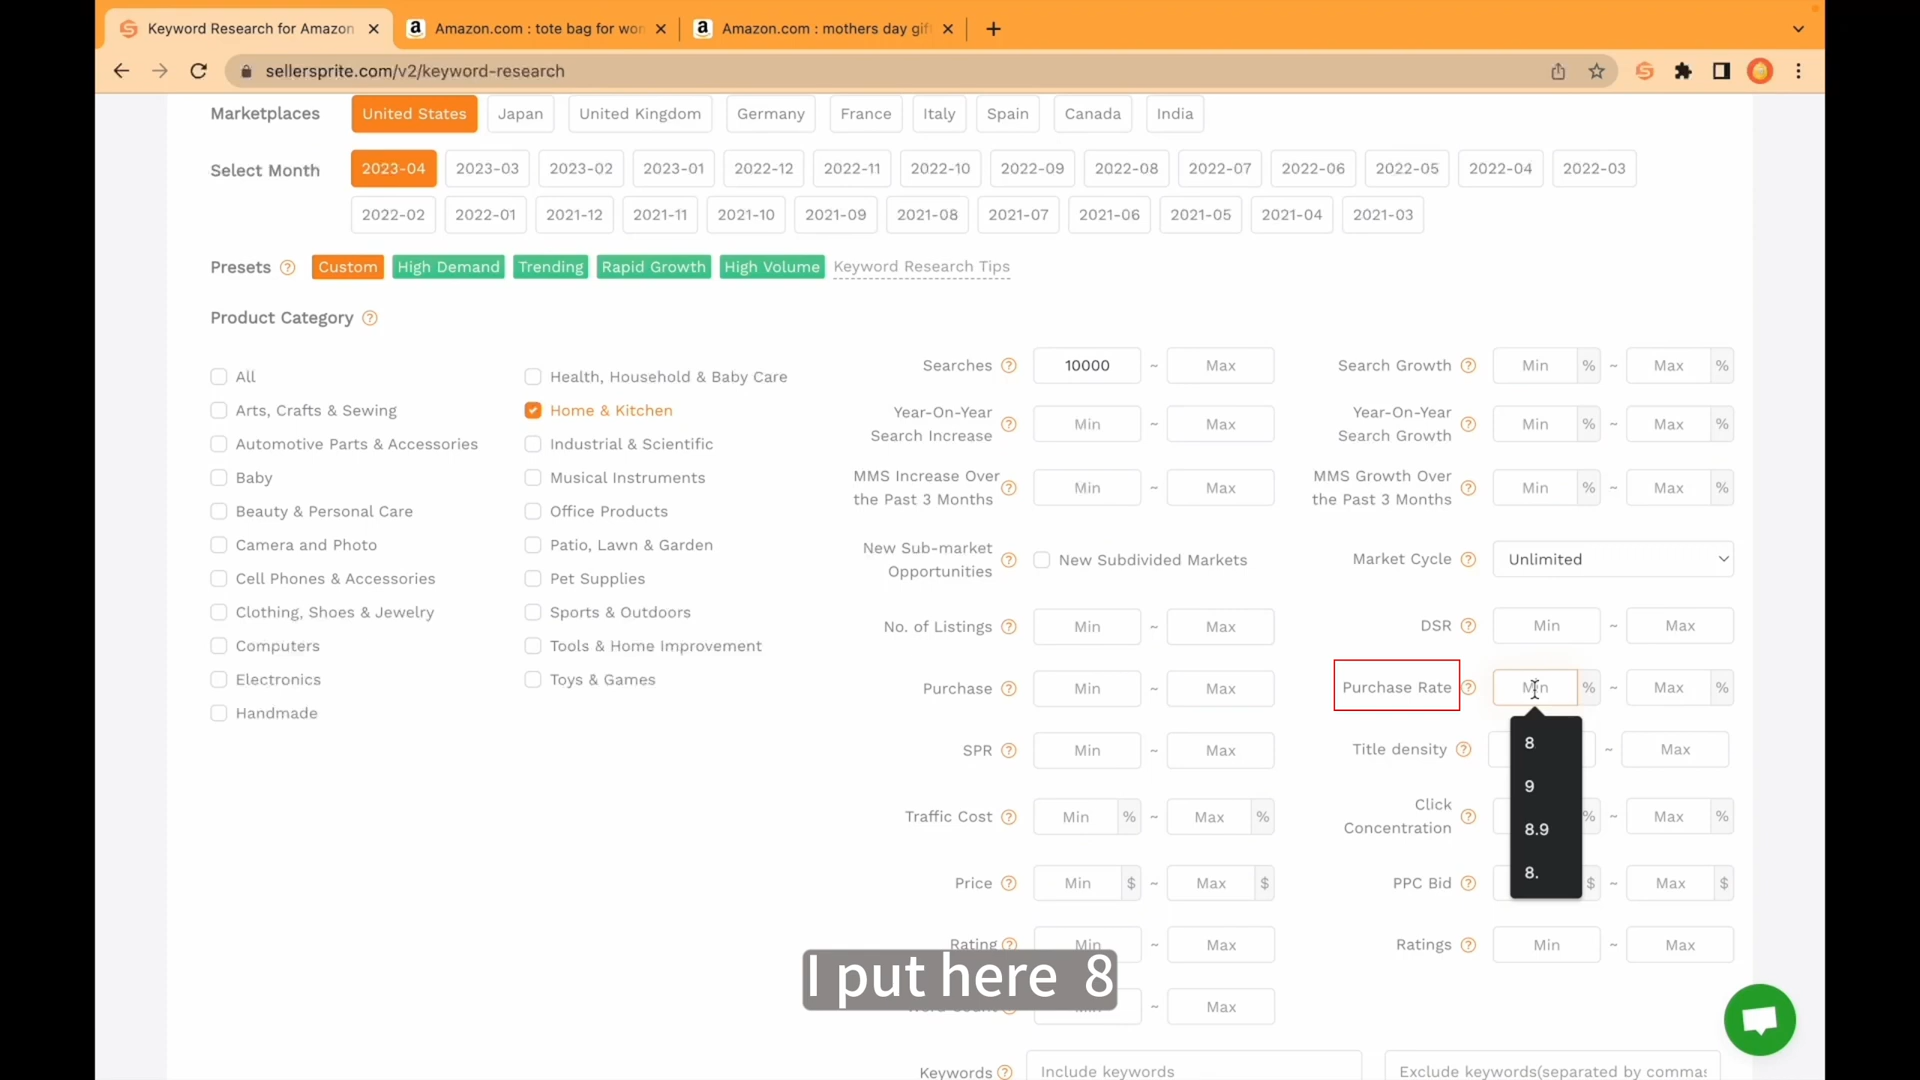 Keyword Research for Amazon
Amazon.com : tote bag for wor
Amazon.com : mothers day gif
sellersprite.com/v2/keyword-research
Marketplaces United States Japan United Kingdom Germany France Italy Spain Canada India
Select Month 2023-04 2023-03 2023-02 2023-01 2022-12 2022-11 2022-10 2022-09 2022-08 2022-07 2022-06 2022-05 2022-04 2022-03
2022-02 2022-01 2021-12 2021-11 2021-10 2021-09 2021-08 2021-07 2021-06 2021-05 2021-04 2021-03
Presets ? Custom High Demand Trending Rapid Growth High Volume Keyword Research Tips
Product Category ?
All
Arts, Crafts & Sewing
Automotive Parts & Accessories
Baby
Beauty & Personal Care
Camera and Photo
Cell Phones & Accessories
Clothing, Shoes & Jewelry
Computers
Electronics
Handmade
Health, Household & Baby Care
Home & Kitchen
Industrial & Scientific
Musical Instruments
Office Products
Patio, Lawn & Garden
Pet Supplies
Sports & Outdoors
Tools & Home Improvement
Toys & Games
Searches ? 10000 ~ Max
Search Growth ? Min % ~ Max %
Year-On-Year
Search Increase ? Min ~ Max
Year-On-Year
Search Growth ? Min % ~ Max %
MMS Increase Over
the Past 3 Months ? Min ~ Max
MMS Growth Over
the Past 3 Months ? Min % ~ Max %
New Sub-market
Opportunities ? New Subdivided Markets
Market Cycle ? Unlimited
No. of Listings ? Min ~ Max
DSR ? Min ~ Max
Purchase ? Min ~ Max
Purchase Rate ? Min % ~ Max %
8
9
8.9
8.
SPR ? Min ~ Max
Title density ? ~ Max
Traffic Cost ? Min % ~ Max %
Click
Concentration ? % ~ Max %
Price ? Min $ ~ Max $
PPC Bid ? $ ~ Max $
Rating ? Min ~ Max
Ratings ? Min ~ Max
I put here 8
~ Max
Keywords ? Include keywords
Exclude keywords(separated by commas